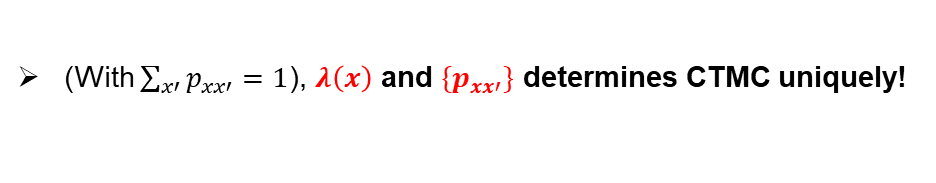 ➢ (With ∑ₓ′ pₓₓ′ = 1), λ(x) and {pₓₓ′} determines CTMC uniquely!